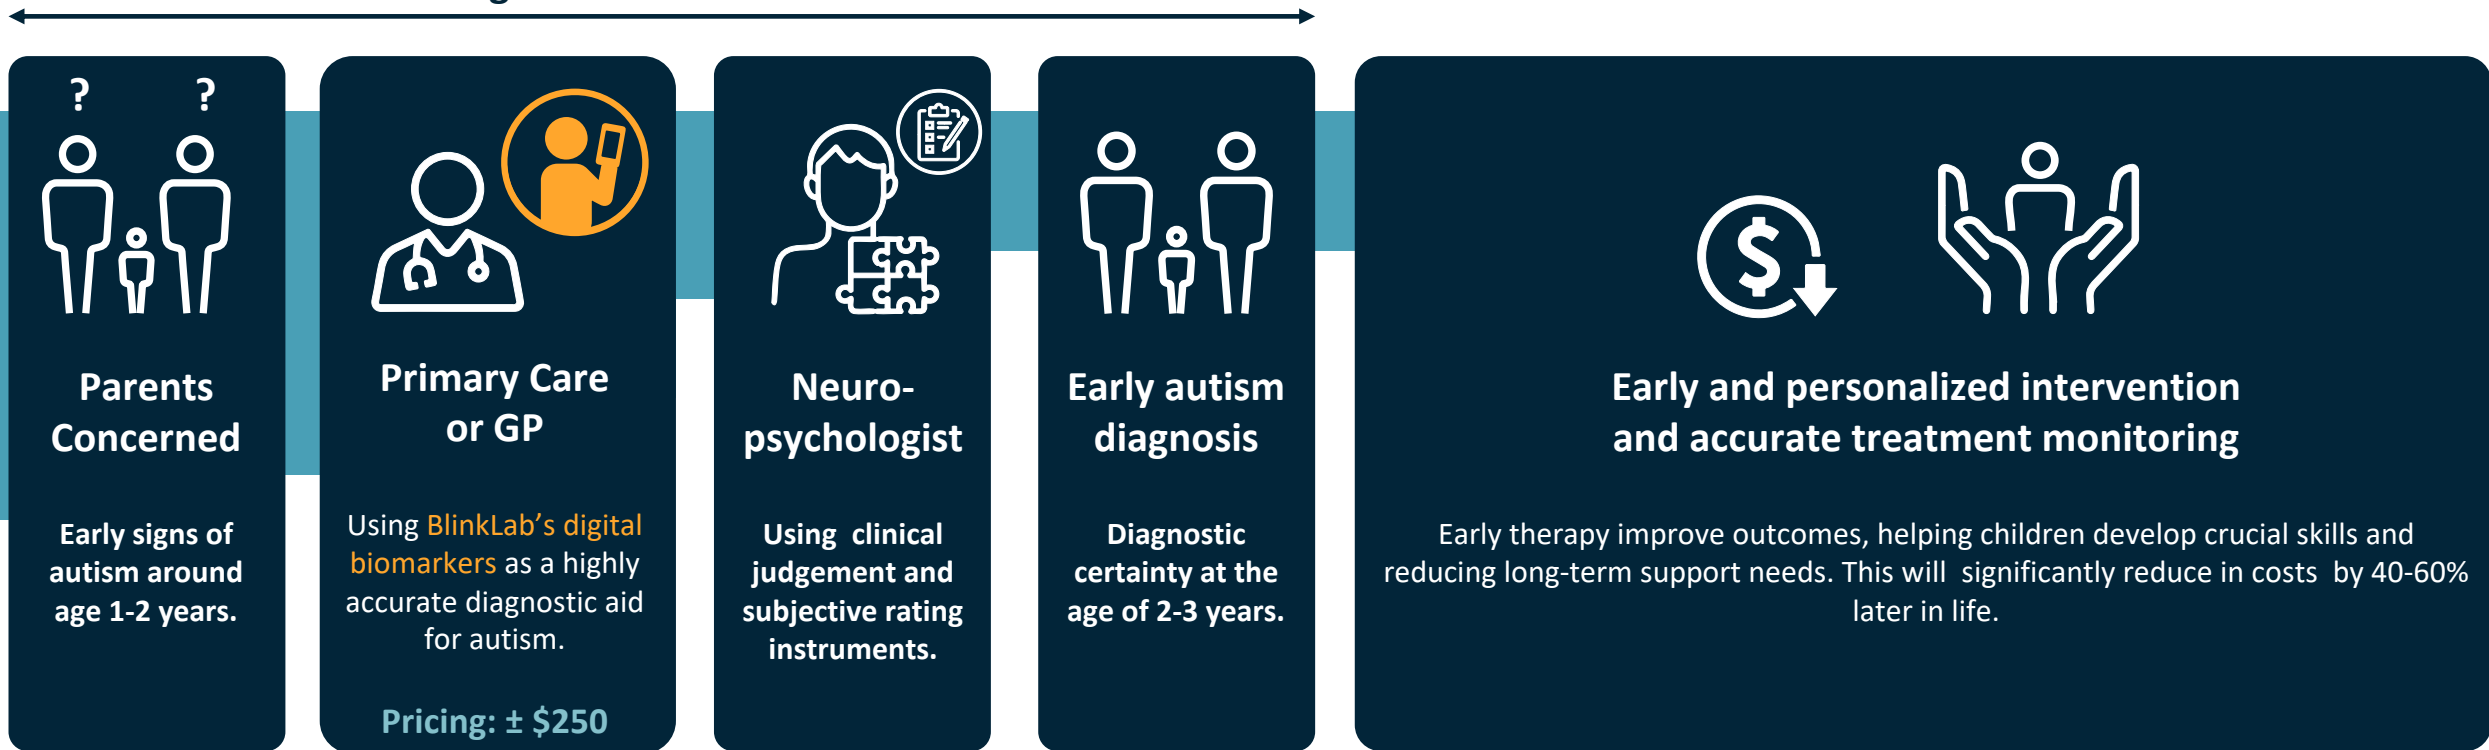 ? ?
Parents
Concerned
Early signs of
autism around
age 1-2 years.
Primary Care
or GP
Using BlinkLab’s digital
biomarkers as a highly
accurate diagnostic aid
for autism.
Pricing: ± $250
Neuro-
psychologist
Using clinical
judgement and
subjective rating
instruments.
Early autism
diagnosis
Diagnostic
certainty at the
age of 2-3 years.
$
Early and personalized intervention
and accurate treatment monitoring
Early therapy improve outcomes, helping children develop crucial skills and
reducing long-term support needs. This will significantly reduce in costs by 40-60%
later in life.